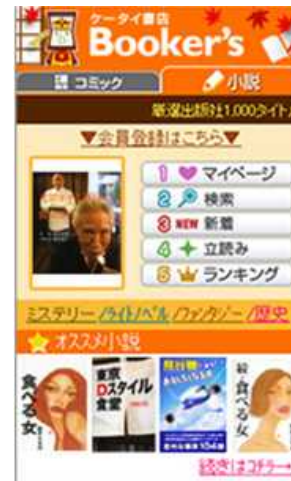 ケータイ書店
Booker's
コミック
小説
厳選出版社1,000タイトル
▼会員登録はこちら▼
1 マイページ
2 検索
3 NEW 新着
4 立読み
5 ランキング
ミステリー/ライトノベル/ファンタジー/歴史
オススメ小説
食べる女
東京
Dスタイル
食堂
飛行機
続・食べる女
続きはコチラ→